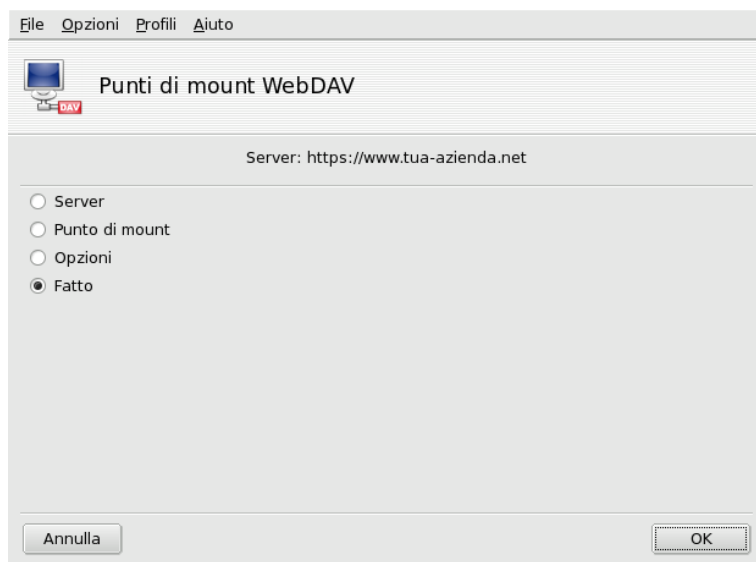 File Opzioni Profili Aiuto
Punti di mount WebDAV
DAV
Server: https://www.tua-azienda.net
Server
Punto di mount
Opzioni
Fatto
Annulla OK